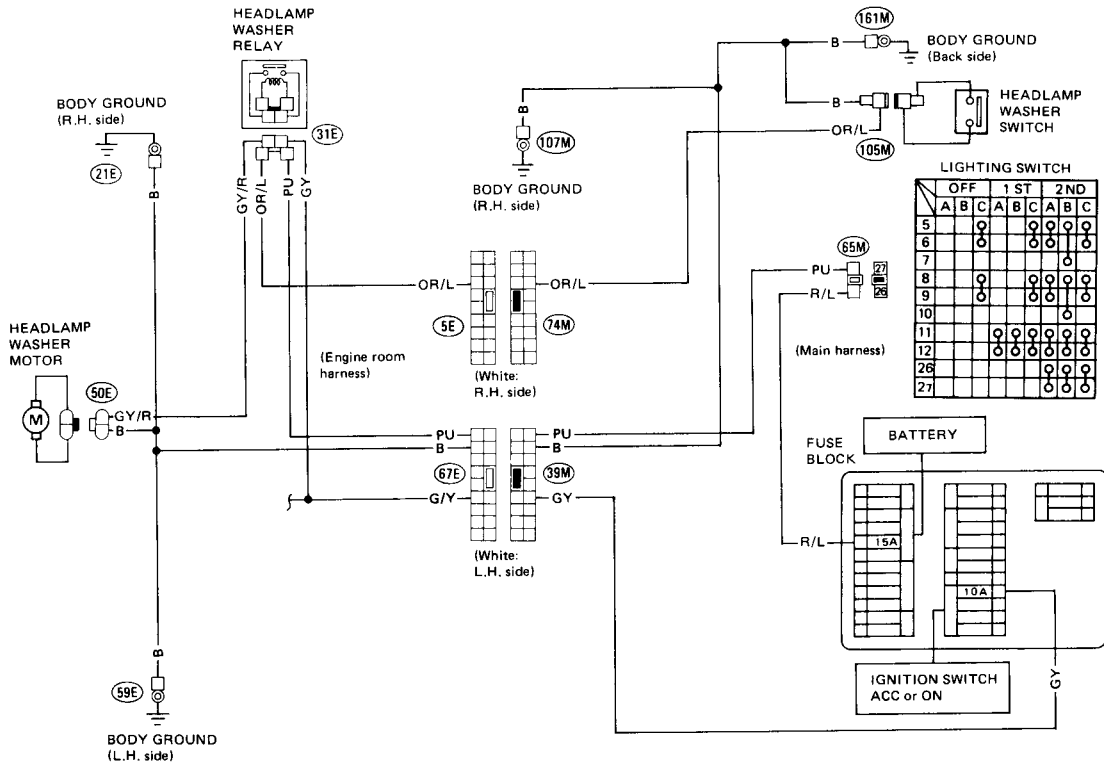 HEADLAMP
WASHER
RELAY
161M
B
BODY GROUND
(Back side)
BODY GROUND
(R.H. side)
21E
B
31E
GY/R
OR/L
PU
GY
B
107M
BODY GROUND
(R.H. side)
B
OR/L
105M
HEADLAMP
WASHER
SWITCH
LIGHTING SWITCH
OFF 1 ST 2 ND
A B C A B C A B C
5
6
7
8
9
10
11
12
26
27
65M
PU 27
R/L 26
OR/L OR/L
5E 74M
(White:
R.H. side)
(Engine room
harness)
(Main harness)
HEADLAMP
WASHER
MOTOR
M
50E
GY/R
B
PU PU
B B
67E 39M
G/Y GY
(White:
L.H. side)
BATTERY
FUSE
BLOCK
R/L 15A
10A
IGNITION SWITCH
ACC or ON
GY
B
59E
BODY GROUND
(L.H. side)